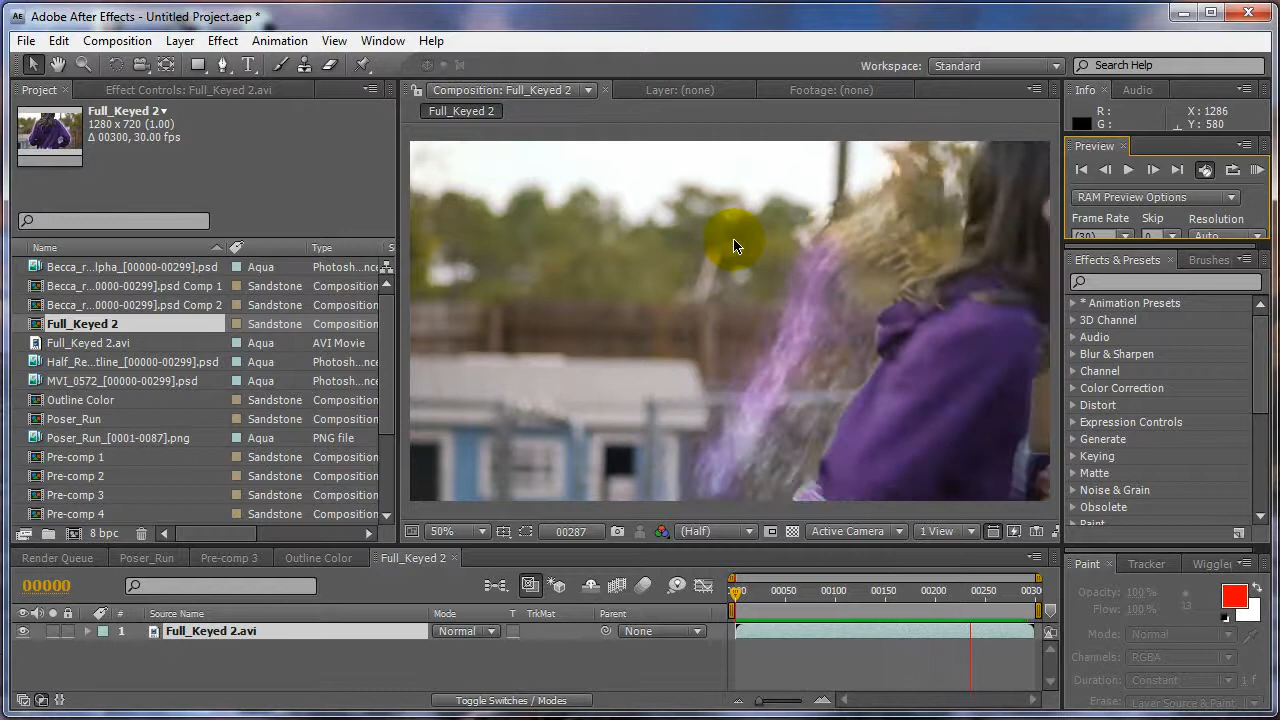 Adobe After Effects - Untitled Project.aep *
File Edit Composition Layer Effect Animation View Window Help
Workspace: Standard Search Help
Project Effect Controls: Full_Keyed 2.avi Composition: Full_Keyed 2 Layer: (none) Footage: (none) Info Audio
Full_Keyed 2
Full_Keyed 2
1280 x 720 (1.00)
Δ 00300, 30.00 fps
R : X : 1286
G : Y : 580
Preview
RAM Preview Options
Frame Rate Skip Resolution
(30) 0 Auto
Name Type S
Becca_r...lpha_[00000-00299].psd Aqua Photosh...nce
Becca_r...0000-00299].psd Comp 1 Sandstone Composition
Becca_r...0000-00299].psd Comp 2 Sandstone Composition
Full_Keyed 2 Sandstone Composition
Full_Keyed 2.avi Aqua AVI Movie
Half_Re...tline_[00000-00299].psd Aqua Photosh...nce
MVI_0572_[00000-00299].psd Aqua Photosh...nce
Outline Color Sandstone Composition
Poser_Run Sandstone Composition
Poser_Run_[0001-0087].png Aqua PNG file
Pre-comp 1 Sandstone Composition
Pre-comp 2 Sandstone Composition
Pre-comp 3 Sandstone Composition
Pre-comp 4 Sandstone Composition
Effects & Presets Brushes
* Animation Presets
3D Channel
Audio
Blur & Sharpen
Channel
Color Correction
Distort
Expression Controls
Generate
Keying
Matte
Noise & Grain
Obsolete
Paint
8 bpc
50% 00287 (Half) Active Camera 1 View
Render Queue Poser_Run Pre-comp 3 Outline Color Full_Keyed 2
00000
00050 00100 00150 00200 00250 00300
# Source Name Mode T TrkMat Parent
1 Full_Keyed 2.avi Normal None
Toggle Switches / Modes
Paint Tracker Wiggler
Opacity: 100 %
Flow: 100 % 13
Mode: Normal
Channels: RGBA
Duration: Constant 1 f
Erase: Layer Source & Paint